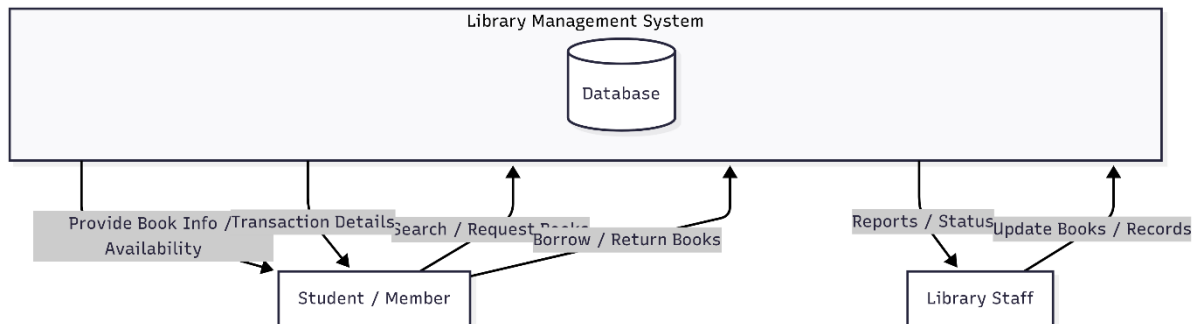 Library Management System
Database
Provide Book Info /
Availability
Transaction Details
Search / Request Books
Borrow / Return Books
Reports / Status
Update Books / Records
Student / Member
Library Staff